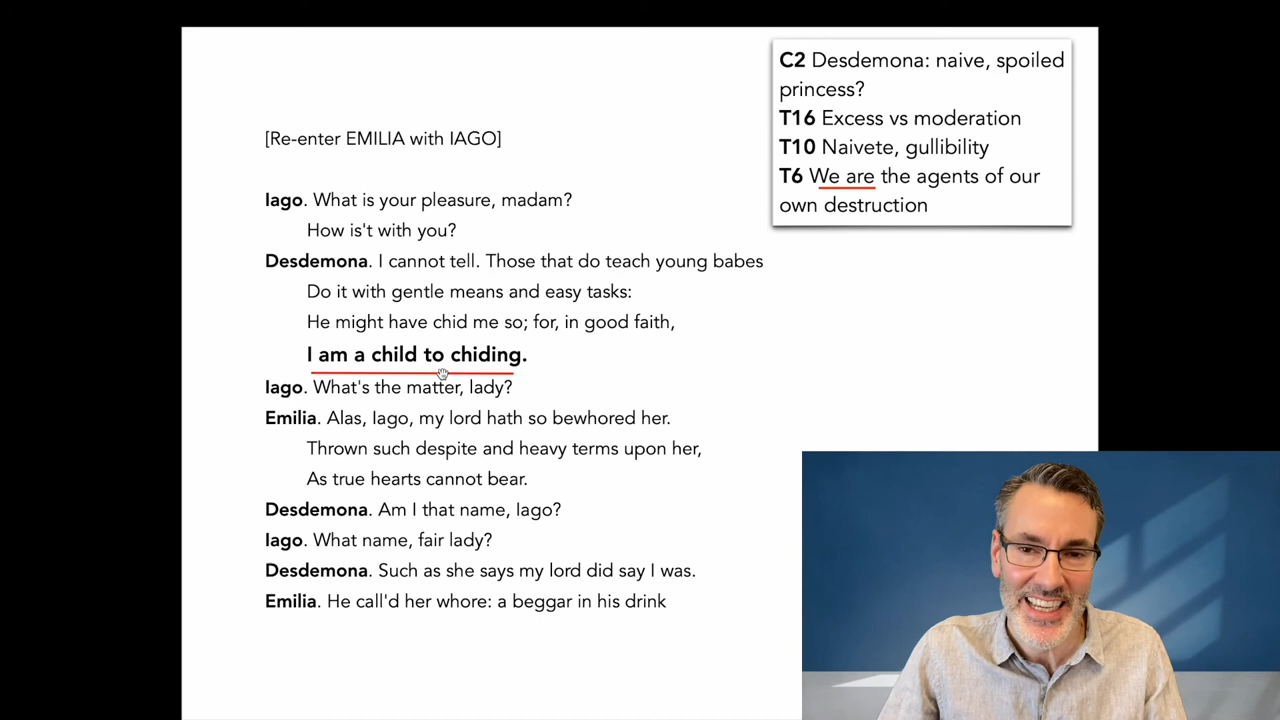 C2 Desdemona: naive, spoiled
princess?
T16 Excess vs moderation
T10 Naivete, gullibility
T6 We are the agents of our
own destruction
[Re-enter EMILIA with IAGO]
Iago. What is your pleasure, madam?
How is't with you?
Desdemona. I cannot tell. Those that do teach young babes
Do it with gentle means and easy tasks:
He might have chid me so; for, in good faith,
I am a child to chiding.
Iago. What's the matter, lady?
Emilia. Alas, Iago, my lord hath so bewhored her.
Thrown such despite and heavy terms upon her,
As true hearts cannot bear.
Desdemona. Am I that name, Iago?
Iago. What name, fair lady?
Desdemona. Such as she says my lord did say I was.
Emilia. He call'd her whore: a beggar in his drink